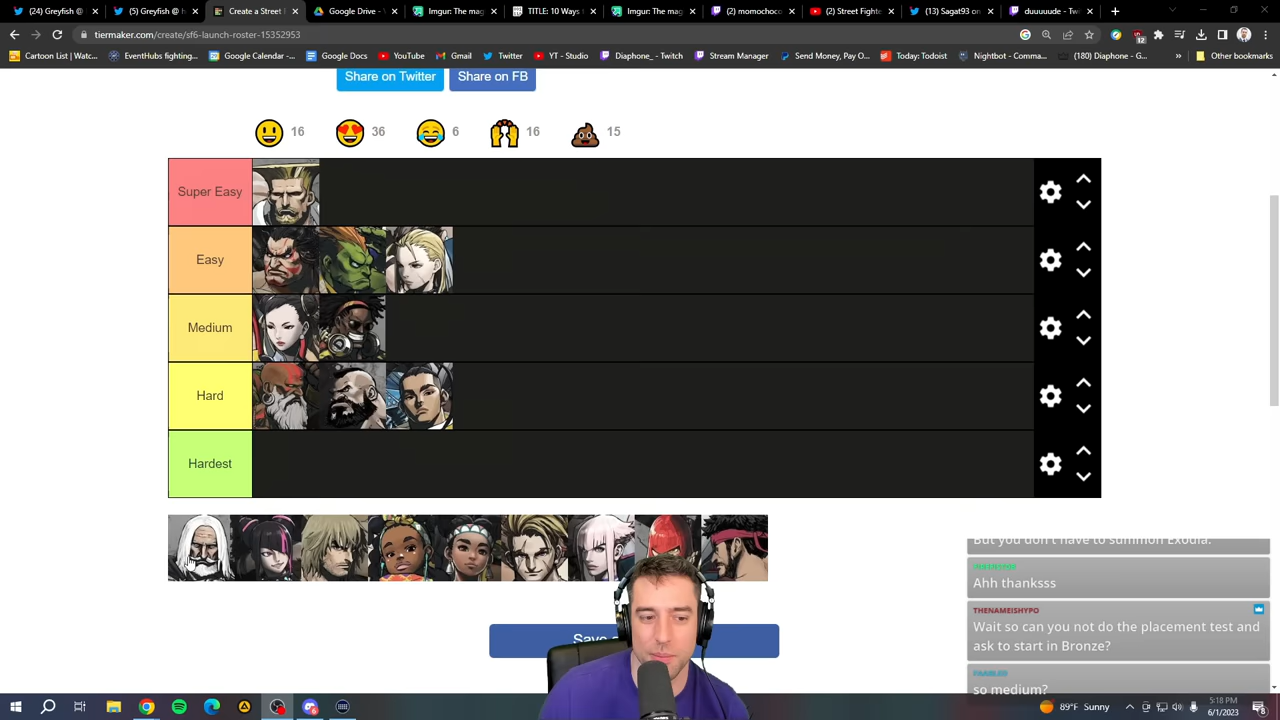 (24) Greyfish @
(5) Greyfish @ h
Create a Street
Google Drive -
Imgur: The mag
TITLE: 10 Ways
Imgur: The mag
(2) momochoco
(2) Street Fighte
(13) Sagat93 on
duuuude - Tw
tiermaker.com/create/sf6-launch-roster-15352953
12
Cartoon List | Watc...
EventHubs fighting...
Google Calendar -...
Google Docs
YouTube
Gmail
YT - Studio
Diaphone_ - Twitch
Stream Manager
Send Money, Pay O...
Todoist
Nightbot - Comma...
(180) Diaphone - G...
Other bookmarks
Share on Twitter
Share on FB
16
36
6
16
15
Super Easy
Easy
Medium
Hard
Hardest
But you don't have to summon Exodia.
Ahh thanksss
THENAMEISHYPO
Wait so can you not do the placement test and
ask to start in Bronze?
so medium?
89°F Sunny
5:18 PM
6/1/2023